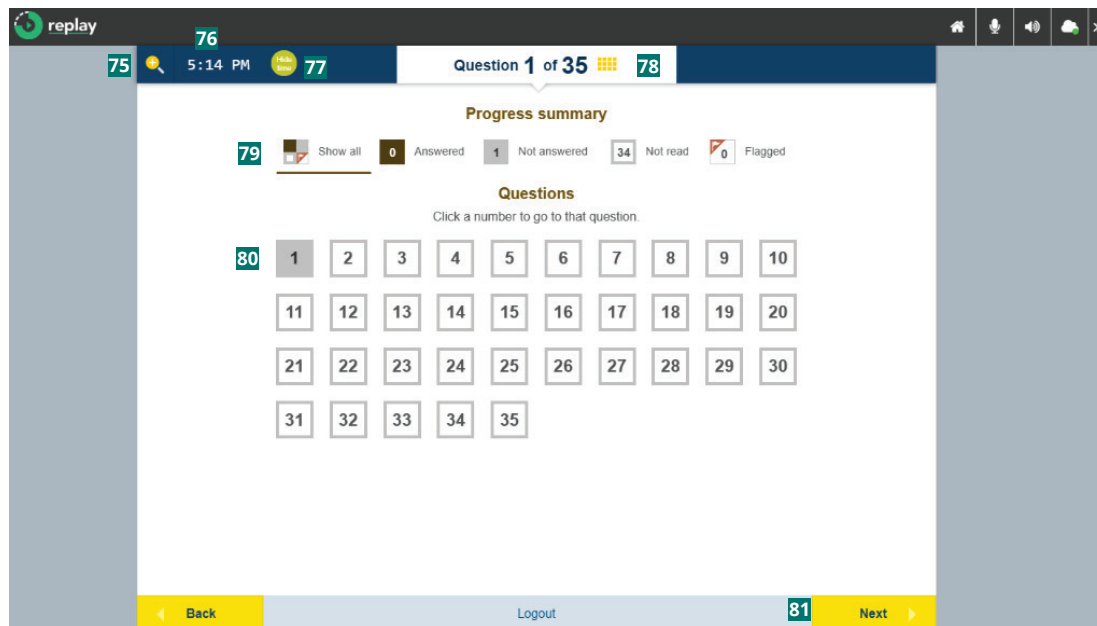 replay
76
75 5:14 PM Hide time 77 Question 1 of 35 78
Progress summary
79 Show all 0 Answered 1 Not answered 34 Not read 0 Flagged
Questions
Click a number to go to that question.
80 1 2 3 4 5 6 7 8 9 10
11 12 13 14 15 16 17 18 19 20
21 22 23 24 25 26 27 28 29 30
31 32 33 34 35
Back Logout 81 Next